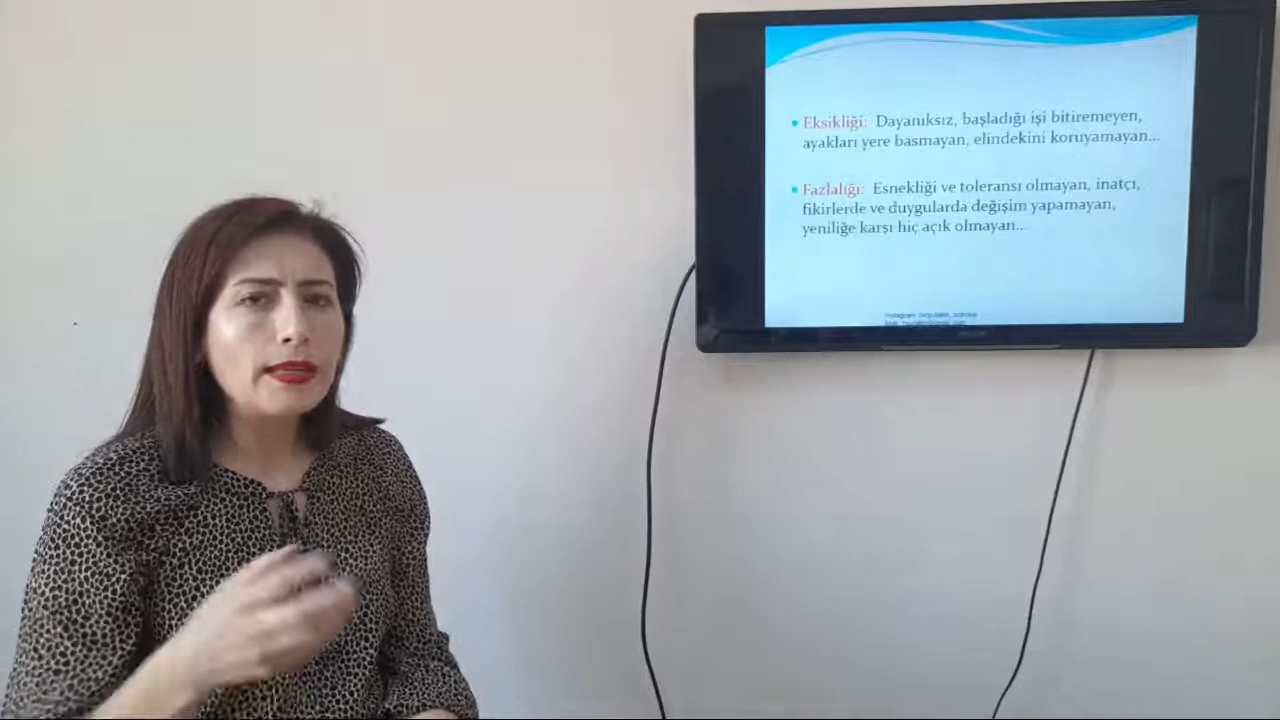 Eksikliği: Dayanıksız, başladığı işi bitiremeyen,
ayakları yere basmayan, elindekini koruyamayan...
Fazlalığı: Esnekliği ve toleransı olmayan, inatçı,
fikirlerde ve duygularda değişim yapamayan,
yeniliğe karşı hiç açık olmayan...
Instagram: